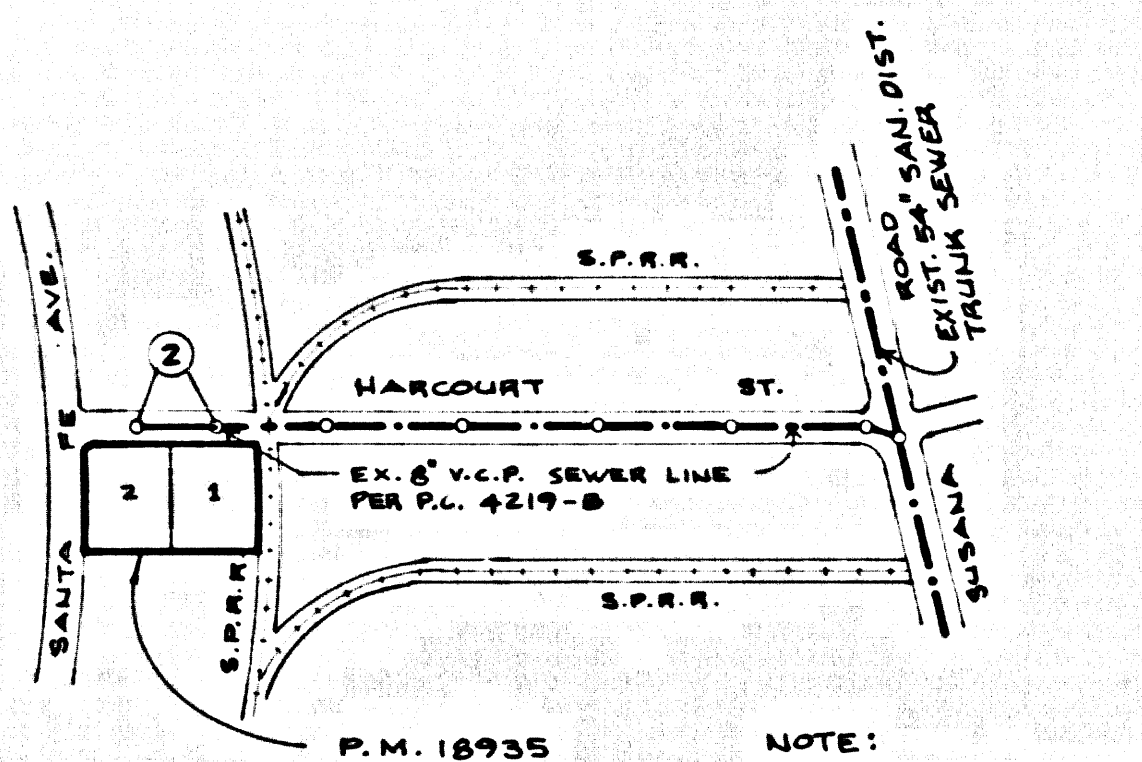 ROAD
EXIST. 54" SAN. DIST.
TRUNK SEWER
S.P.R.R.
AVE.
2
HARCOURT ST.
FE
EX. 8" V.C.P. SEWER LINE
PER P.C. 4219-B
2 1
SANTA
S.P.R.R.
S.P.R.R.
SUSANA
P.M. 18935
NOTE: